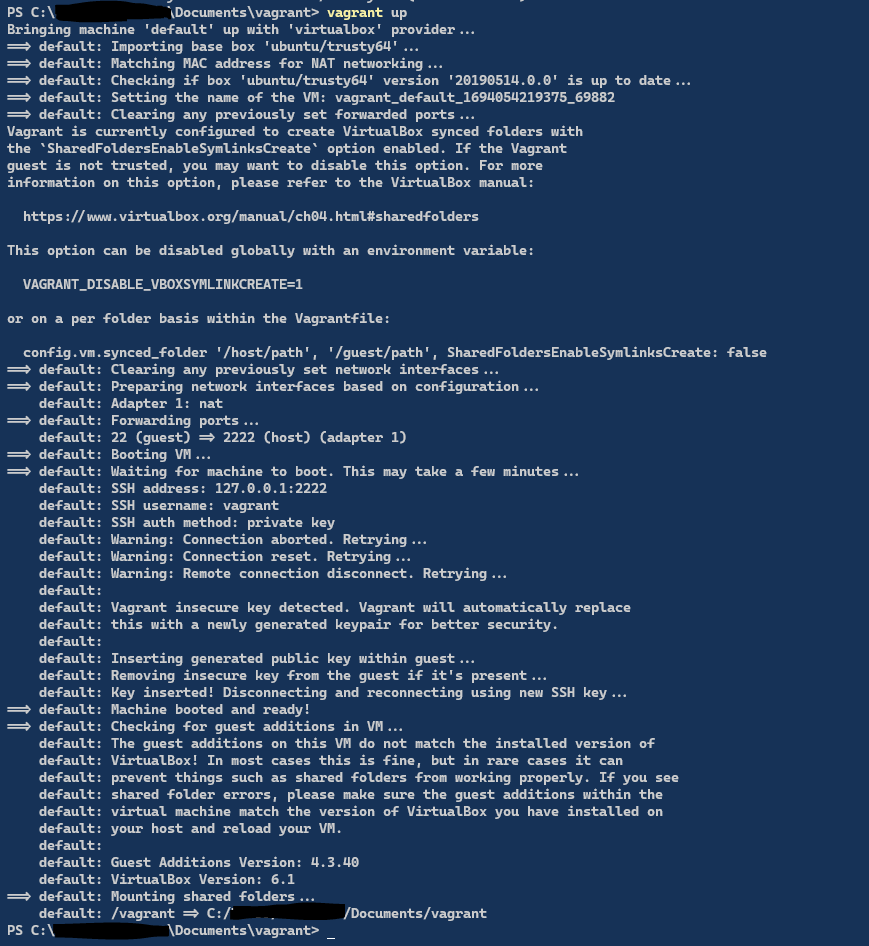 PS C:\ \Documents\vagrant> vagrant up
Bringing machine 'default' up with 'virtualbox' provider...
==> default: Importing base box 'ubuntu/trusty64'...
==> default: Matching MAC address for NAT networking...
==> default: Checking if box 'ubuntu/trusty64' version '20190514.0.0' is up to date...
==> default: Setting the name of the VM: vagrant_default_1694054219375_69882
==> default: Clearing any previously set forwarded ports...
Vagrant is currently configured to create VirtualBox synced folders with
the `SharedFoldersEnableSymlinksCreate` option enabled. If the Vagrant
guest is not trusted, you may want to disable this option. For more
information on this option, please refer to the VirtualBox manual:
https://www.virtualbox.org/manual/ch04.html#sharedfolders
This option can be disabled globally with an environment variable:
VAGRANT_DISABLE_VBOXSYMLINKCREATE=1
or on a per folder basis within the Vagrantfile:
config.vm.synced_folder '/host/path', '/guest/path', SharedFoldersEnableSymlinksCreate: false
==> default: Clearing any previously set network interfaces...
==> default: Preparing network interfaces based on configuration...
default: Adapter 1: nat
==> default: Forwarding ports...
default: 22 (guest) => 2222 (host) (adapter 1)
==> default: Booting VM...
==> default: Waiting for machine to boot. This may take a few minutes...
default: SSH address: 127.0.0.1:2222
default: SSH username: vagrant
default: SSH auth method: private key
default: Warning: Connection aborted. Retrying...
default: Warning: Connection reset. Retrying...
default: Warning: Remote connection disconnect. Retrying...
default:
default: Vagrant insecure key detected. Vagrant will automatically replace
default: this with a newly generated keypair for better security.
default:
default: Inserting generated public key within guest...
default: Removing insecure key from the guest if it's present...
default: Key inserted! Disconnecting and reconnecting using new SSH key...
==> default: Machine booted and ready!
==> default: Checking for guest additions in VM...
default: The guest additions on this VM do not match the installed version of
default: VirtualBox! In most cases this is fine, but in rare cases it can
default: prevent things such as shared folders from working properly. If you see
default: shared folder errors, please make sure the guest additions within the
default: virtual machine match the version of VirtualBox you have installed on
default: your host and reload your VM.
default:
default: Guest Additions Version: 4.3.40
default: VirtualBox Version: 6.1
==> default: Mounting shared folders...
default: /vagrant => C:/ /Documents/vagrant
PS C:\ \Documents\vagrant> _